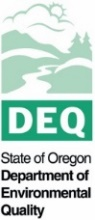 DEQ
State of Oregon
Department of
Environmental
Quality